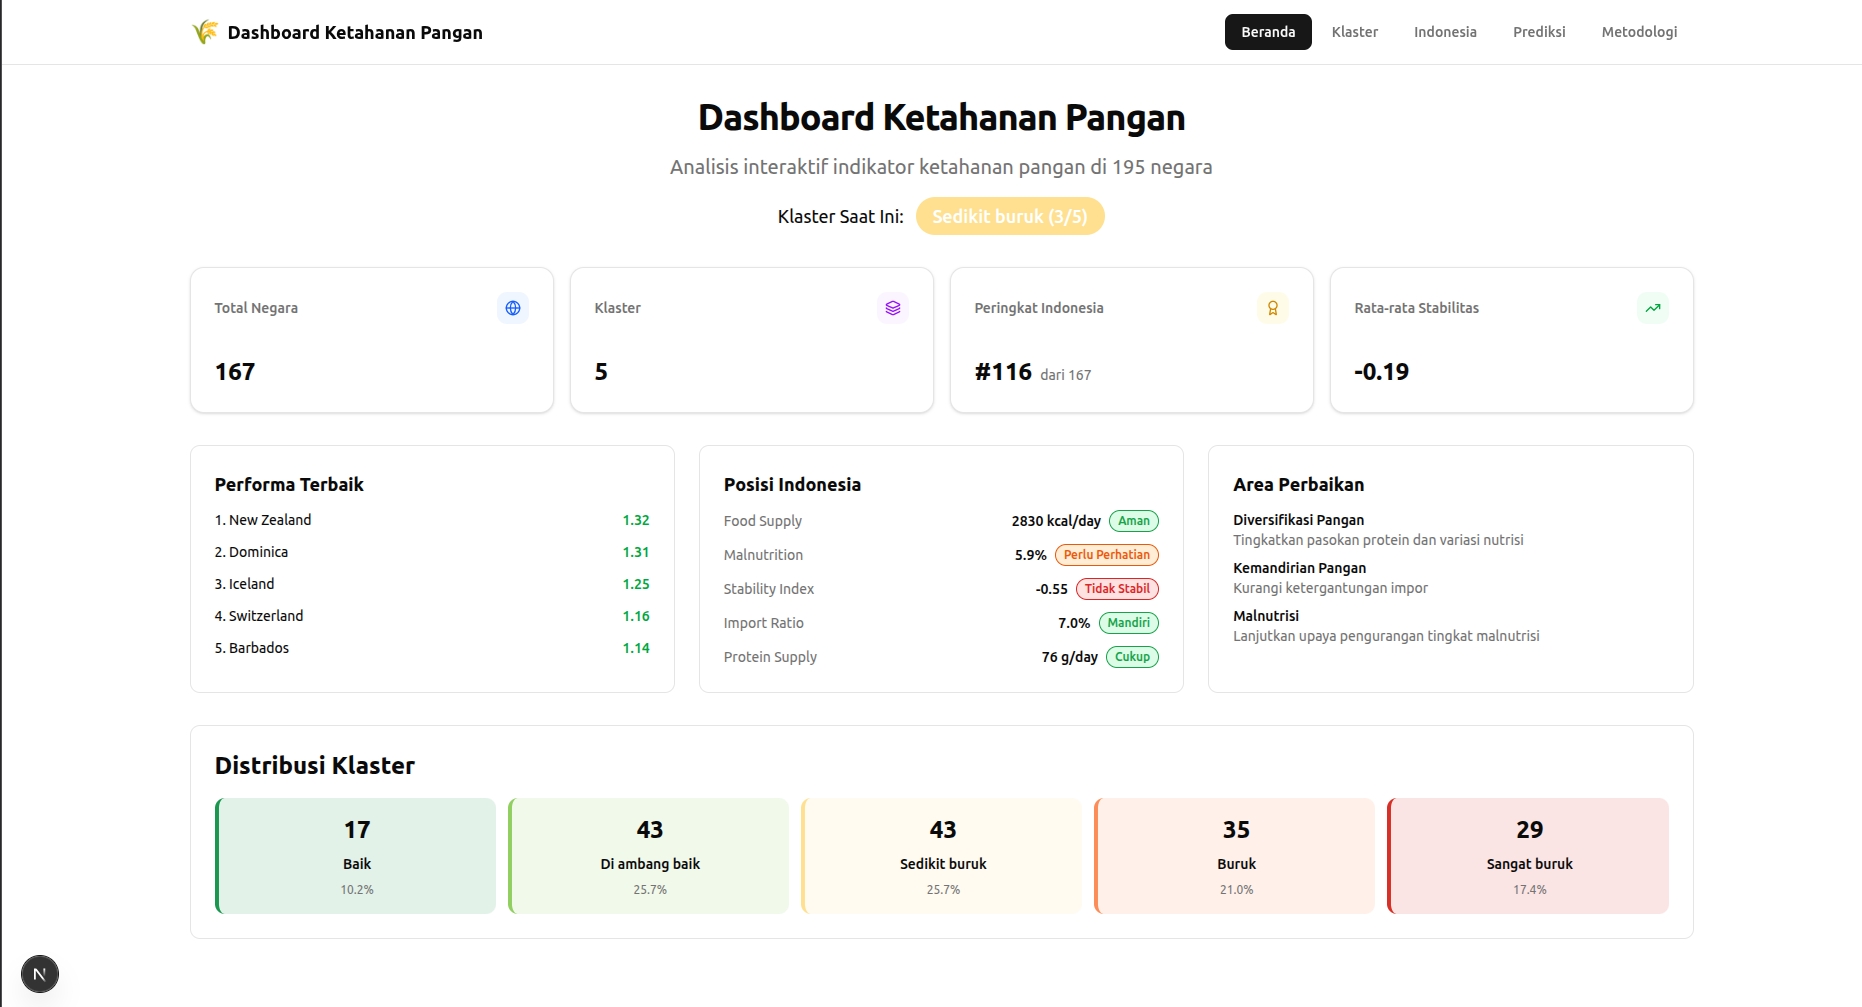 Dashboard Ketahanan Pangan
Beranda
Klaster
Indonesia
Prediksi
Metodologi
Dashboard Ketahanan Pangan
Analisis interaktif indikator ketahanan pangan di 195 negara
Klaster Saat Ini: Sedikit buruk (3/5)
Total Negara
167
Klaster
5
Peringkat Indonesia
#116 dari 167
Rata-rata Stabilitas
-0.19
Performa Terbaik
1. New Zealand 1.32
2. Dominica 1.31
3. Iceland 1.25
4. Switzerland 1.16
5. Barbados 1.14
Posisi Indonesia
Food Supply 2830 kcal/day Aman
Malnutrition 5.9% Perlu Perhatian
Stability Index -0.55 Tidak Stabil
Import Ratio 7.0% Mandiri
Protein Supply 76 g/day Cukup
Area Perbaikan
Diversifikasi Pangan
Tingkatkan pasokan protein dan variasi nutrisi
Kemandirian Pangan
Kurangi ketergantungan impor
Malnutrisi
Lanjutkan upaya pengurangan tingkat malnutrisi
Distribusi Klaster
17
Baik
10.2%
43
Di ambang baik
25.7%
43
Sedikit buruk
25.7%
35
Buruk
21.0%
29
Sangat buruk
17.4%
N